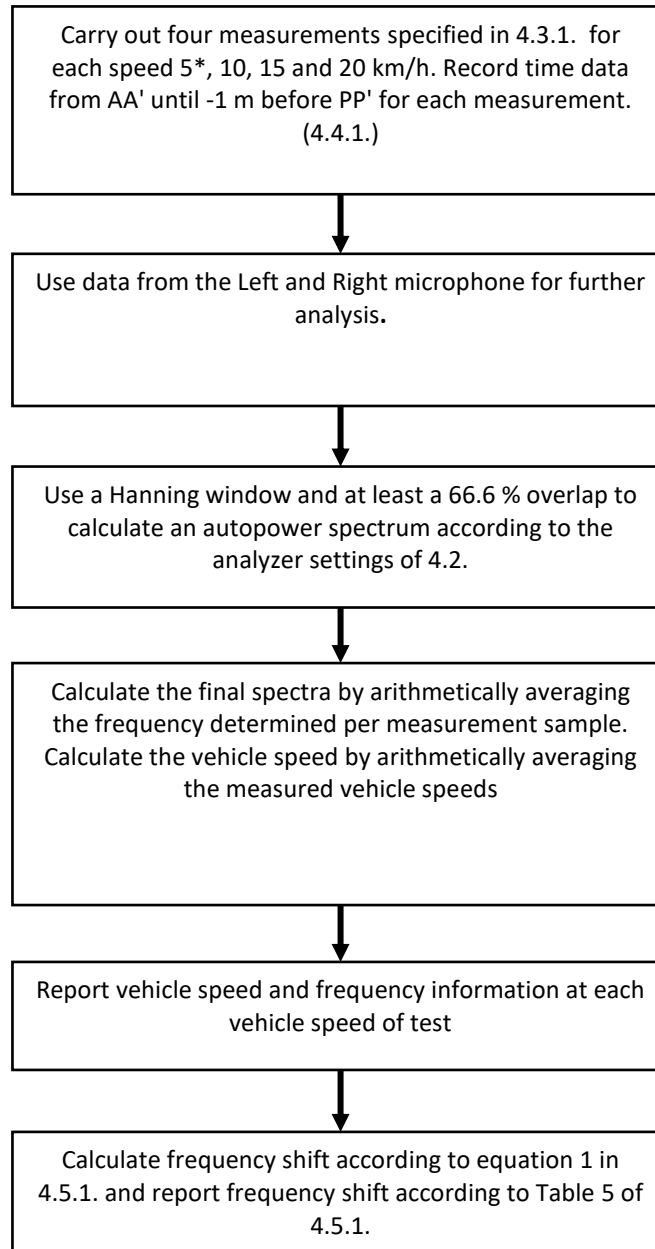 Carry out four measurements specified in 4.3.1. for
each speed 5*, 10, 15 and 20 km/h. Record time data
from AA' until -1 m before PP' for each measurement.
(4.4.1.)
Use data from the Left and Right microphone for further
analysis.
Use a Hanning window and at least a 66.6 % overlap to
calculate an autopower spectrum according to the
analyzer settings of 4.2.
Calculate the final spectra by arithmetically averaging
the frequency determined per measurement sample.
Calculate the vehicle speed by arithmetically averaging
the measured vehicle speeds
Report vehicle speed and frequency information at each
vehicle speed of test
Calculate frequency shift according to equation 1 in
4.5.1. and report frequency shift according to Table 5 of
4.5.1.